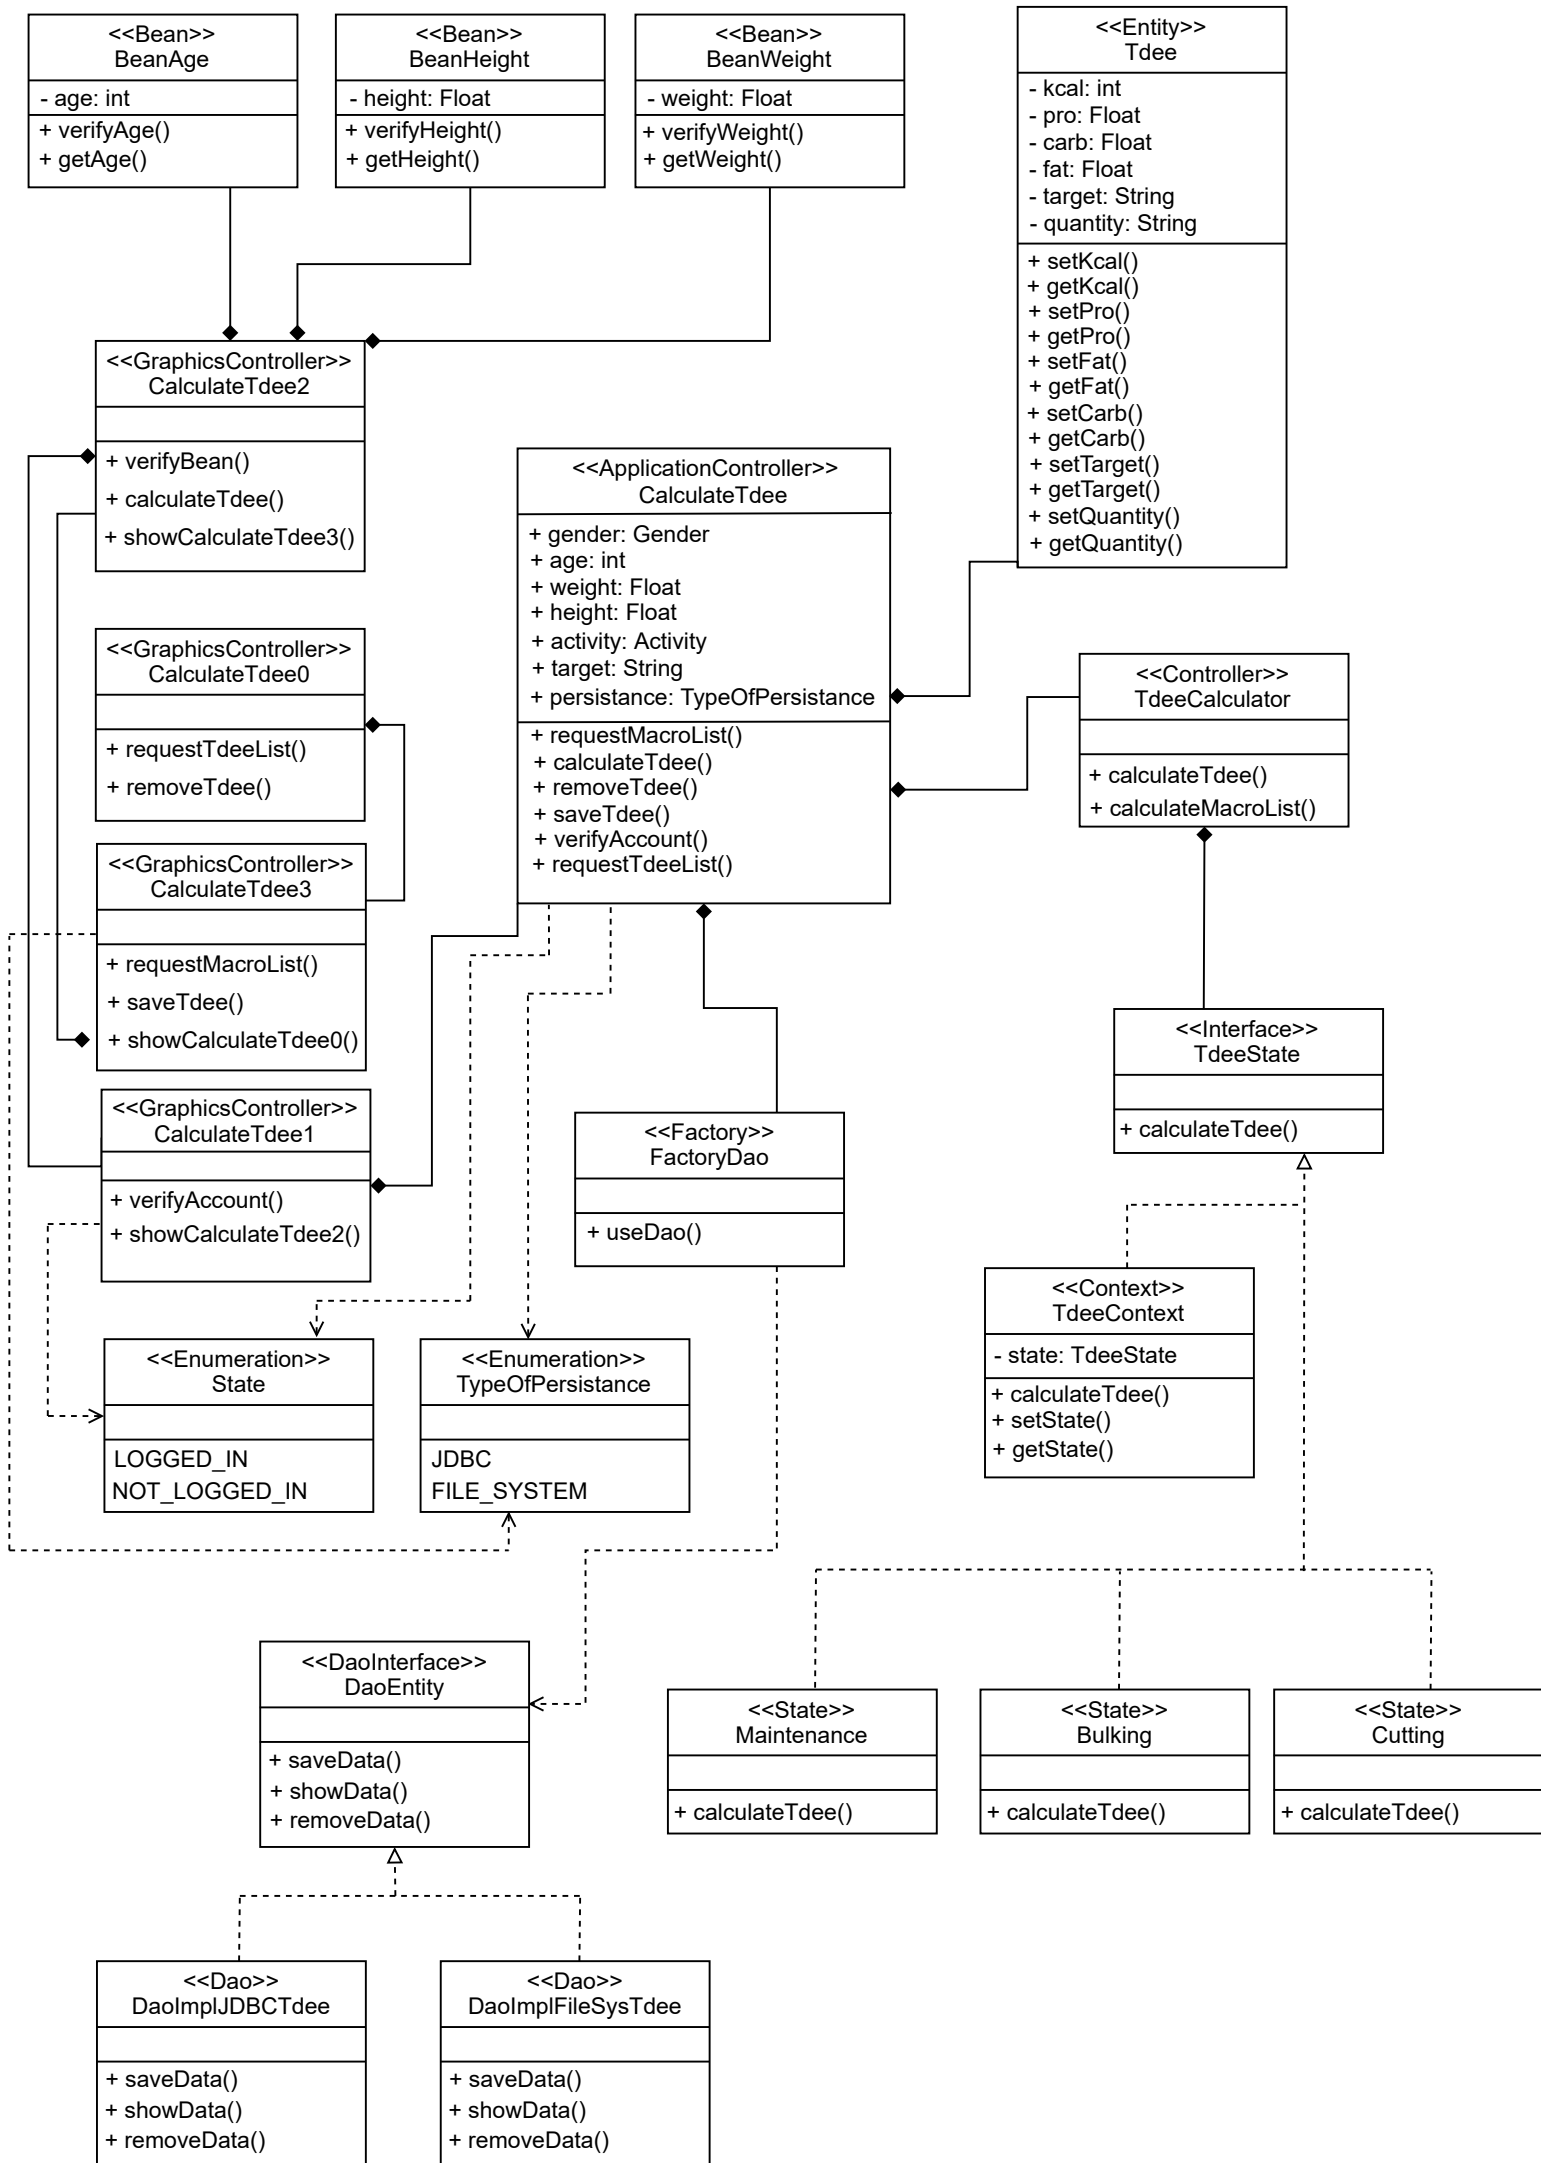 <<Bean>>
BeanAge
- age: int
+ verifyAge()
+ getAge()
<<Bean>>
BeanHeight
- height: Float
+ verifyHeight()
+ getHeight()
<<Bean>>
BeanWeight
- weight: Float
+ verifyWeight()
+ getWeight()
<<Entity>>
Tdee
- kcal: int
- pro: Float
- carb: Float
- fat: Float
- target: String
- quantity: String
+ setKcal()
+ getKcal()
+ setPro()
+ getPro()
+ setFat()
+ getFat()
+ setCarb()
+ getCarb()
+ setTarget()
+ getTarget()
+ setQuantity()
+ getQuantity()
<<GraphicsController>>
CalculateTdee2
+ verifyBean()
+ calculateTdee()
+ showCalculateTdee3()
<<ApplicationController>>
CalculateTdee
+ gender: Gender
+ age: int
+ weight: Float
+ height: Float
+ activity: Activity
+ target: String
+ persistance: TypeOfPersistance
+ requestMacroList()
+ calculateTdee()
+ removeTdee()
+ saveTdee()
+ verifyAccount()
+ requestTdeeList()
<<GraphicsController>>
CalculateTdee0
+ requestTdeeList()
+ removeTdee()
<<Controller>>
TdeeCalculator
+ calculateTdee()
+ calculateMacroList()
<<GraphicsController>>
CalculateTdee3
+ requestMacroList()
+ saveTdee()
+ showCalculateTdee0()
<<Interface>>
TdeeState
+ calculateTdee()
<<GraphicsController>>
CalculateTdee1
+ verifyAccount()
+ showCalculateTdee2()
<<Factory>>
FactoryDao
+ useDao()
<<Context>>
TdeeContext
- state: TdeeState
+ calculateTdee()
+ setState()
+ getState()
<<Enumeration>>
State
LOGGED_IN
NOT_LOGGED_IN
<<Enumeration>>
TypeOfPersistance
JDBC
FILE_SYSTEM
<<DaoInterface>>
DaoEntity
+ saveData()
+ showData()
+ removeData()
<<State>>
Maintenance
+ calculateTdee()
<<State>>
Bulking
+ calculateTdee()
<<State>>
Cutting
+ calculateTdee()
<<Dao>>
DaoImplJDBCTdee
+ saveData()
+ showData()
+ removeData()
<<Dao>>
DaoImplFileSysTdee
+ saveData()
+ showData()
+ removeData()